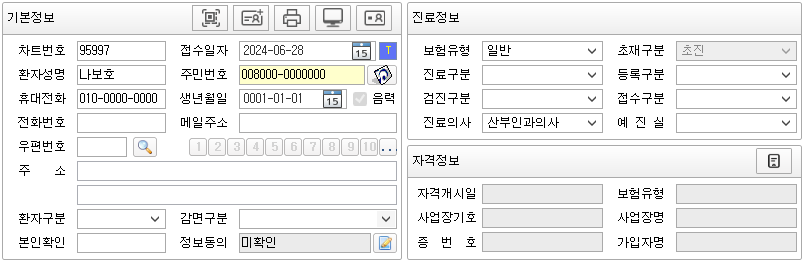 기본정보
차트번호 95997 접수일자 2024-06-28 15 T
환자성명 나보호 주민번호 008000-0000000
휴대전화 010-0000-0000 생년월일 0001-01-01 15 음력
전화번호 메일주소
우편번호 1 2 3 4 5 6 7 8 9 10 ...
주 소
환자구분 감면구분
본인확인 정보동의 미확인
진료정보
보험유형 일반 초재구분 초진
진료구분 등록구분
검진구분 접수구분
진료의사 산부인과의사 예 진 실
자격정보
자격개시일 보험유형
사업장기호 사업장명
증 번 호 가입자명